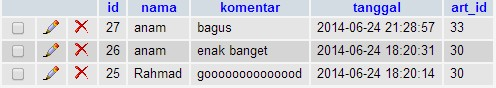 id nama komentar tanggal art_id
27 anam bagus 2014-06-24 21:28:57 33
26 anam enak banget 2014-06-24 18:20:31 30
25 Rahmad goooooooooooood 2014-06-24 18:20:14 30